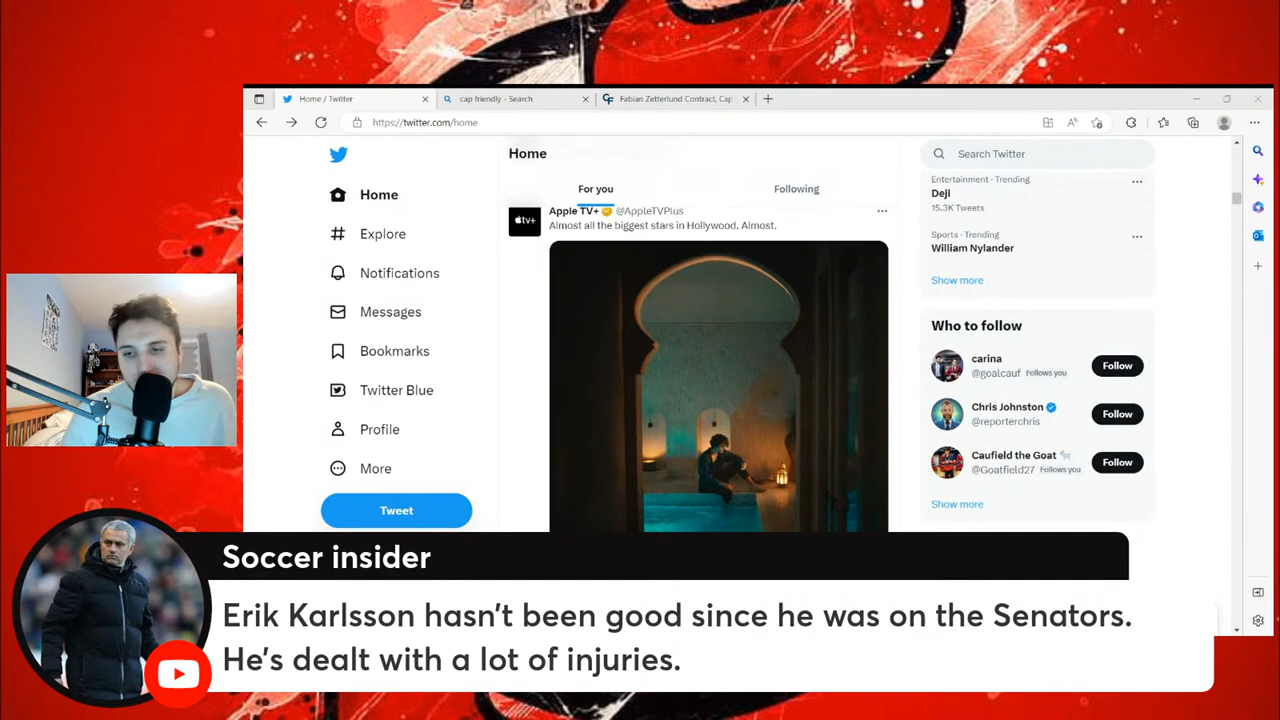 Home / Twitter
cap friendly - Search
Fabian Zetterlund Contract, Cap
https://twitter.com/home
Home
Explore
Notifications
Messages
Bookmarks
Twitter Blue
Profile
More
Tweet
Home
For you
Following
Apple TV+ @AppleTVPlus
Almost all the biggest stars in Hollywood. Almost.
tv+
Search Twitter
Entertainment · Trending
Deji
15.3K Tweets
Sports · Trending
William Nylander
Show more
Who to follow
carina
@goalcauf Follows you
Follow
Chris Johnston
@reporterchris
Follow
Caufield the Goat
@Goatfield27 Follows you
Follow
Show more
Soccer insider
Erik Karlsson hasn't been good since he was on the Senators.
He's dealt with a lot of injuries.